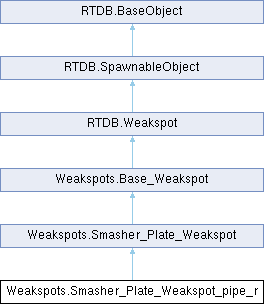 RTDB.BaseObject
RTDB.SpawnableObject
RTDB.Weakspot
Weakspots.Base_Weakspot
Weakspots.Smasher_Plate_Weakspot
Weakspots.Smasher_Plate_Weakspot_pipe_r